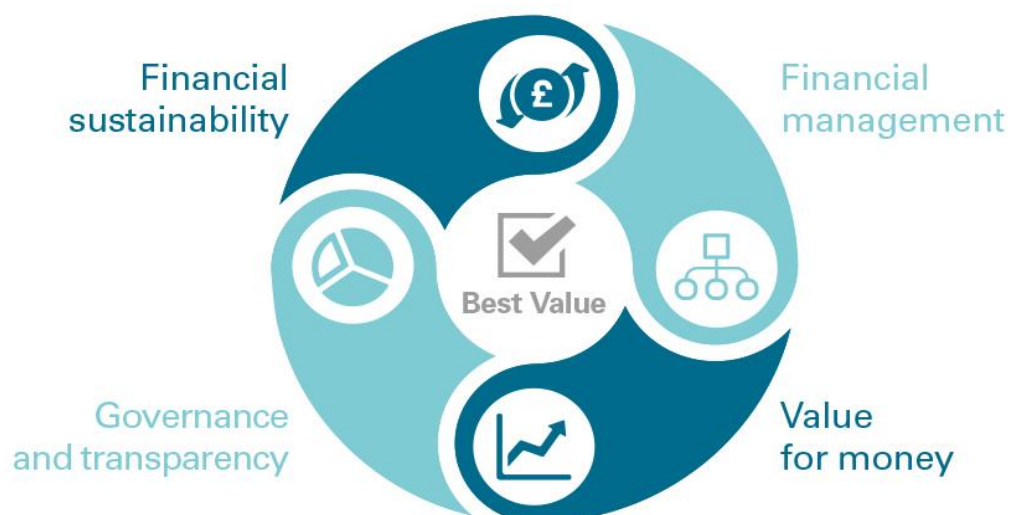 Financial
sustainability
Financial
management
£
Best Value
Governance
and transparency
Value
for money